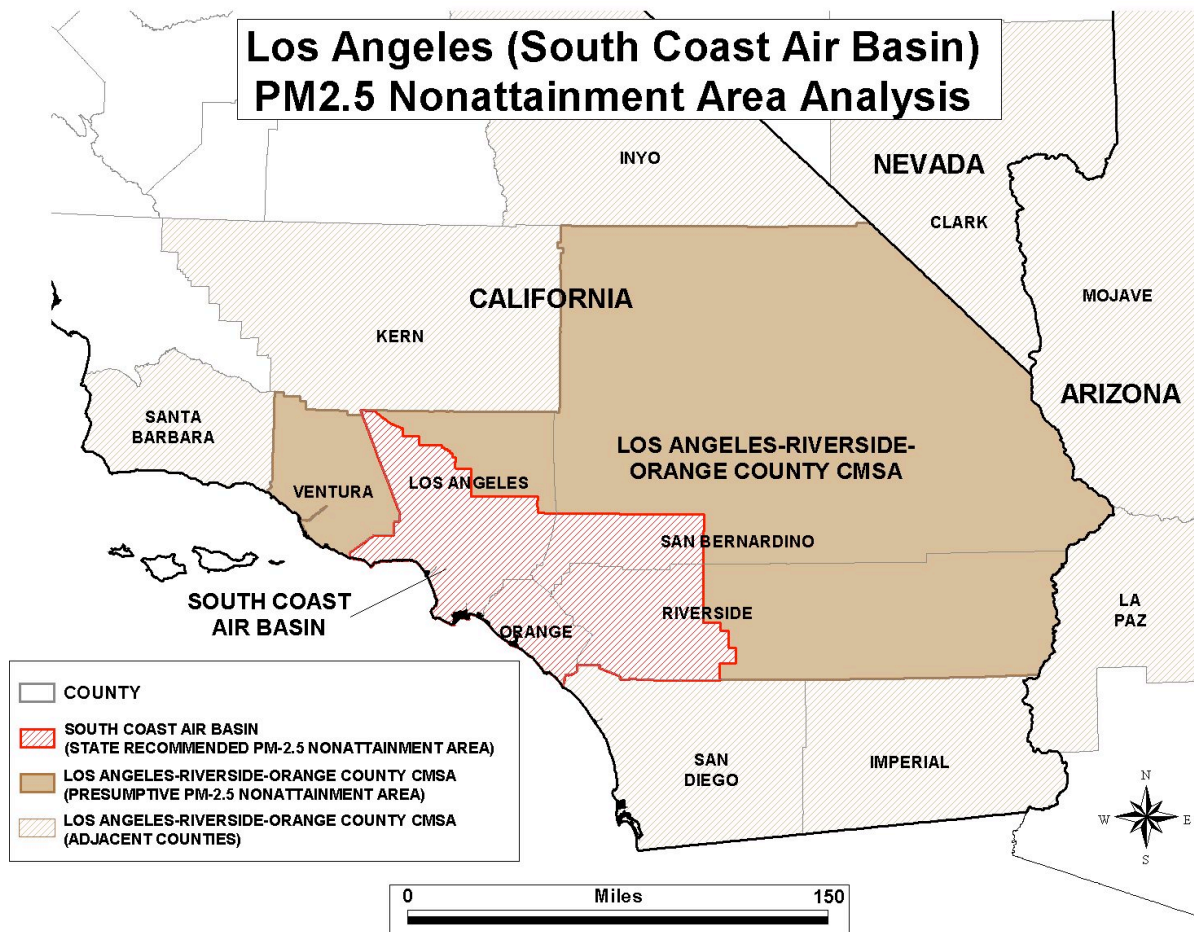 Los Angeles (South Coast Air Basin)
PM2.5 Nonattainment Area Analysis
INYO
NEVADA
CLARK
CALIFORNIA
MOJAVE
KERN
ARIZONA
SANTA
BARBARA
LOS ANGELES-RIVERSIDE-
ORANGE COUNTY CMSA
VENTURA
LOS ANGELES
SAN BERNARDINO
SOUTH COAST
AIR BASIN
ORANGE
RIVERSIDE
LA
PAZ
COUNTY
SOUTH COAST AIR BASIN
(STATE RECOMMENDED PM-2.5 NONATTAINMENT AREA)
LOS ANGELES-RIVERSIDE-ORANGE COUNTY CMSA
(PRESUMPTIVE PM-2.5 NONATTAINMENT AREA)
LOS ANGELES-RIVERSIDE-ORANGE COUNTY CMSA
(ADJACENT COUNTIES)
SAN
DIEGO
IMPERIAL
N
W E
S
0 Miles 150